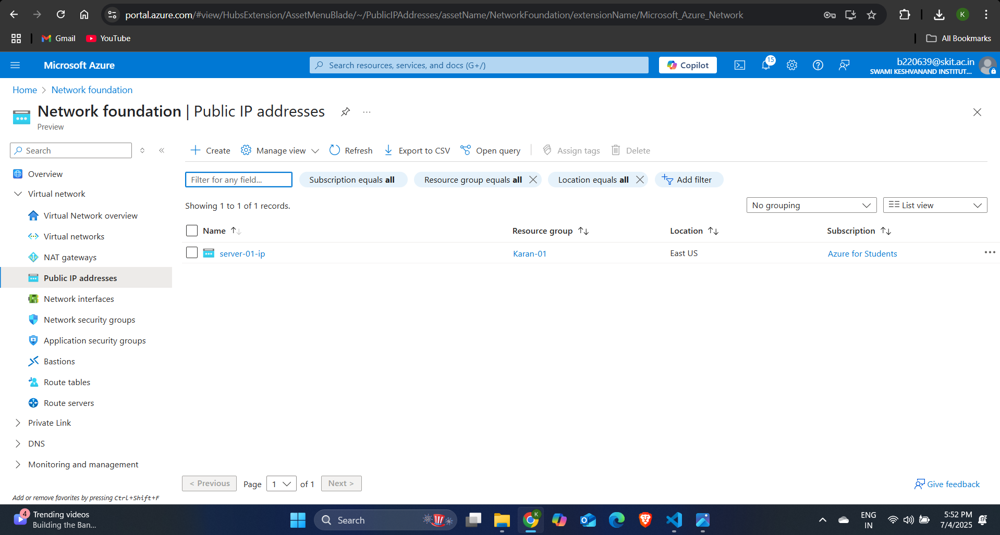 portal.azure.com/#view/HubsExtension/AssetMenuBlade/~/PublicIPAddresses/assetName/NetworkFoundation/extensionName/Microsoft_Azure_Network
K
Gmail
YouTube
All Bookmarks
Microsoft Azure
Search resources, services, and docs (G+/)
Copilot
15
b220639@skit.ac.in
SWAMI KESHVANAND INSTITUT...
Home > Network foundation
Network foundation | Public IP addresses
Preview
Search
Create
Manage view
Refresh
Export to CSV
Open query
Assign tags
Delete
Overview
Virtual network
Virtual Network overview
Virtual networks
NAT gateways
Public IP addresses
Network interfaces
Network security groups
Application security groups
Bastions
Route tables
Route servers
Private Link
DNS
Monitoring and management
Add or remove favorites by pressing Ctrl+Shift+F
Filter for any field...
Subscription equals all
Resource group equals all
Location equals all
Add filter
Showing 1 to 1 of 1 records.
No grouping
List view
Name
Resource group
Location
Subscription
server-01-ip
Karan-01
East US
Azure for Students
< Previous
Page 1 of 1
Next >
Give feedback
4
Trending videos
Building the Ban...
Search
K
ENG
IN
5:52 PM
7/4/2025